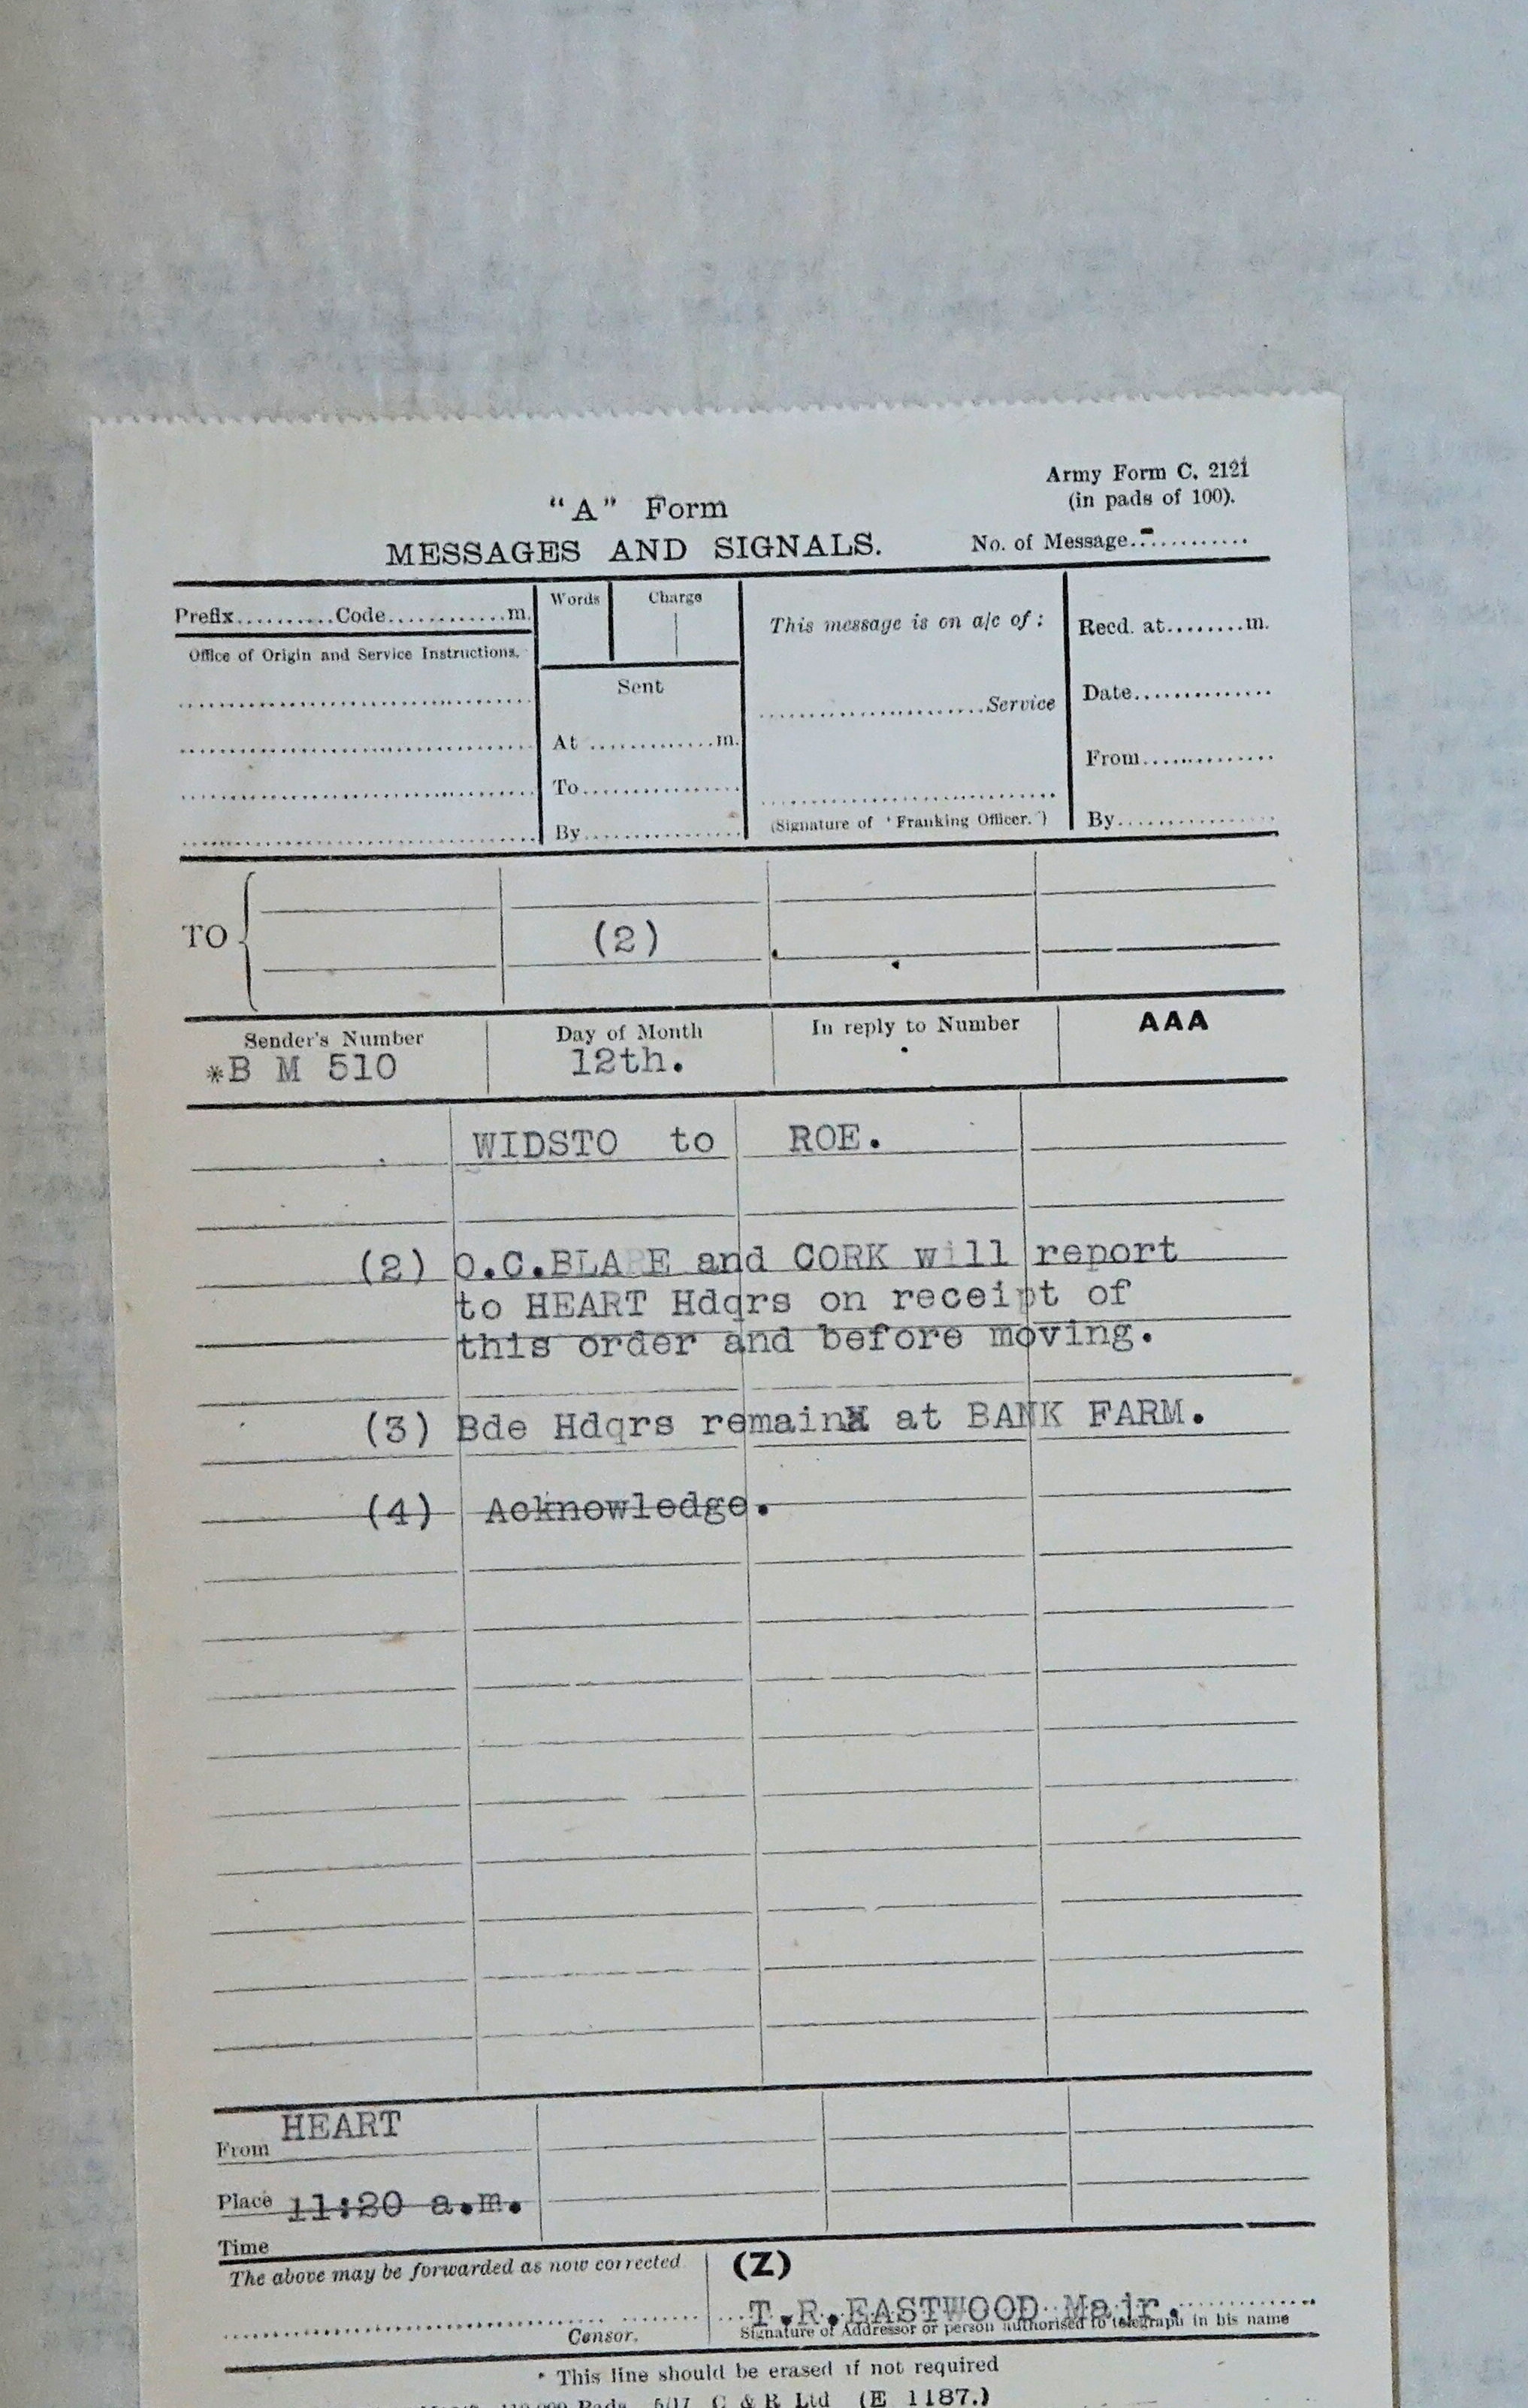 Army Form C. 2121
(in pads of 100).
"A" Form
MESSAGES AND SIGNALS.
No. of Message..............
Prefix..........Code............m.
Words
Charge
This message is on a/c of :
Recd. at........m.
Office of Origin and Service Instructions.
Sent
Date..............
........................Service
At .............m.
From..............
To................
(Signature of 'Franking Officer.')
By................
By................
TO
(2)
Sender's Number
Day of Month
In reply to Number
AAA
*B M 510
12th.
WIDSTO to ROE.
(2) O.C.BLA E and CORK will report
to HEART Hdqrs on receipt of
this order and before moving.
(3) Bde Hdqrs remain at BANK FARM.
(4) Acknowledge.
From HEART
Place 11:20 a.m.
Time
The above may be forwarded as now corrected.
(Z)
T.R.EASTWOOD Majr.
Censor.
Signature of Addressor or person authorised to telegraph in his name
* This line should be erased if not required
Pads. 5/17. C & R Ltd (E 1187.)